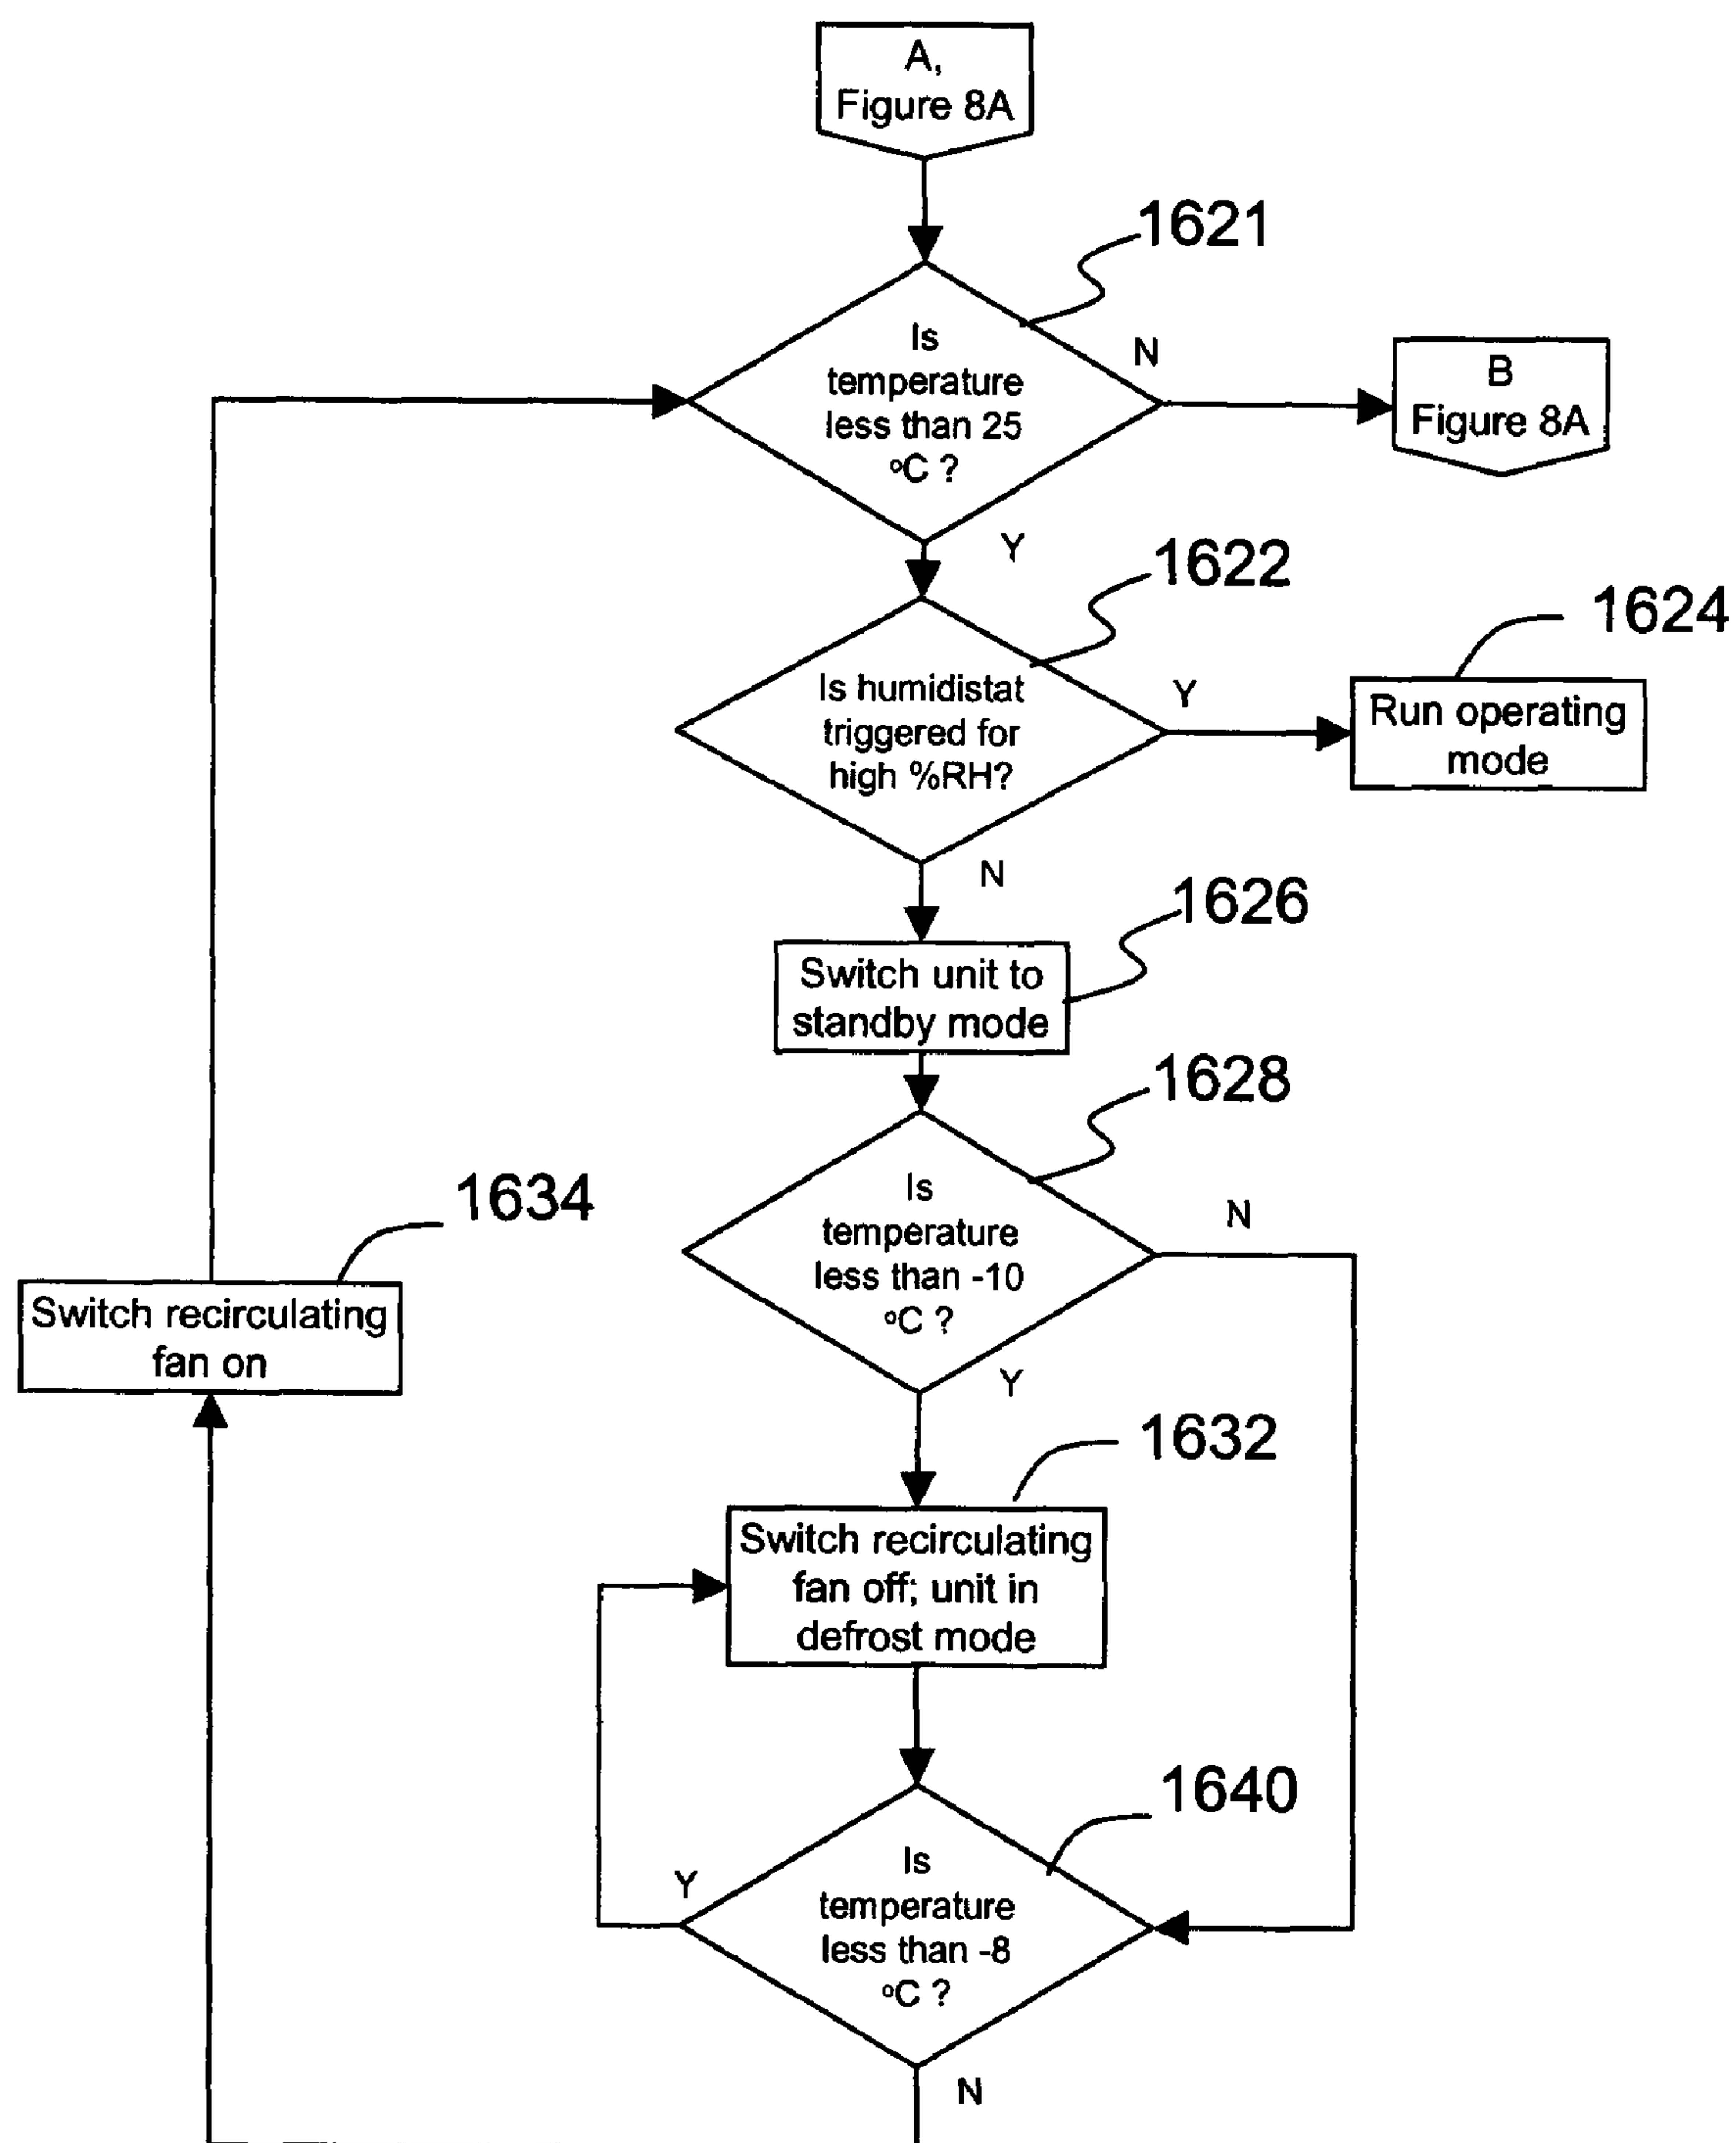 A,
Figure 8A
1621
Is
temperature
less than 25
°C ?
N
B
Figure 8A
Y
1622
1624
Is humidistat
triggered for
high %RH?
Y
Run operating
mode
N
1626
Switch unit to
standby mode
1628
Is
temperature
less than -10
°C ?
N
1634
Switch recirculating
fan on
Y
1632
Switch recirculating
fan off; unit in
defrost mode
1640
Is
temperature
less than -8
°C ?
Y
N